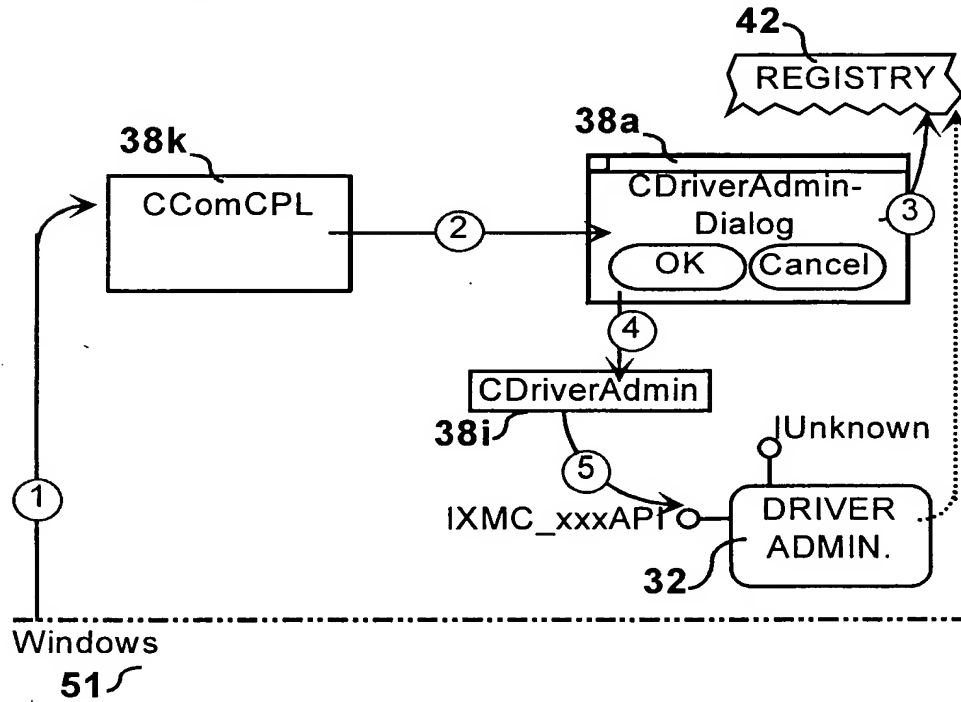 42
REGISTRY
38k
38a
CComCPL
CDriverAdmin-
Dialog
OK
Cancel
2
3
4
CDriverAdmin
38i
IUnknown
5
1
IXMC_xxxAPI
DRIVER
ADMIN.
32
Windows
51